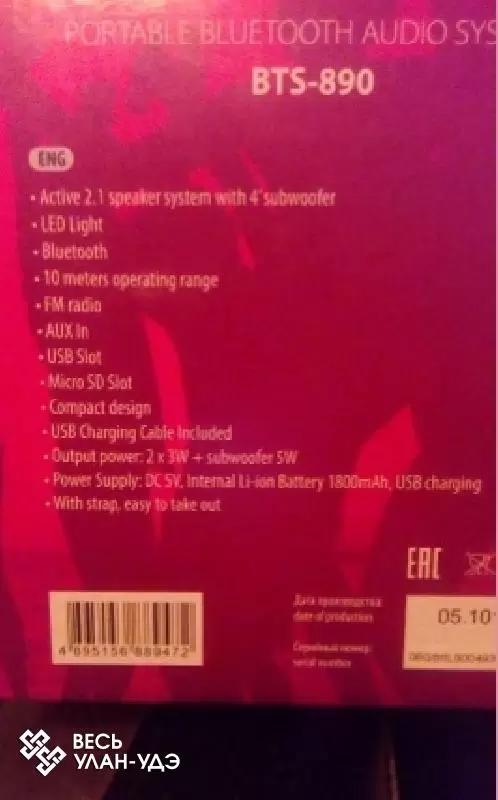 PORTABLE BLUETOOTH AUDIO SYS
BTS-890
ENG
• Active 2.1 speaker system with 4" subwoofer
• LED Light
• Bluetooth
• 10 meters operating range
• FM radio
• AUX In
• USB Slot
• Micro SD Slot
• Compact design
• USB Charging Cable Included
• Output power: 2 x 3W + subwoofer 5W
• Power Supply: DC 5V, Internal Li-ion Battery 1800mAh, USB charging
• With strap, easy to take out
EAC
Дата производства:
date of production
05.10
Серийный номер:
serial number
4 895156 889472
ВЕСЬ
УЛАН-УДЭ